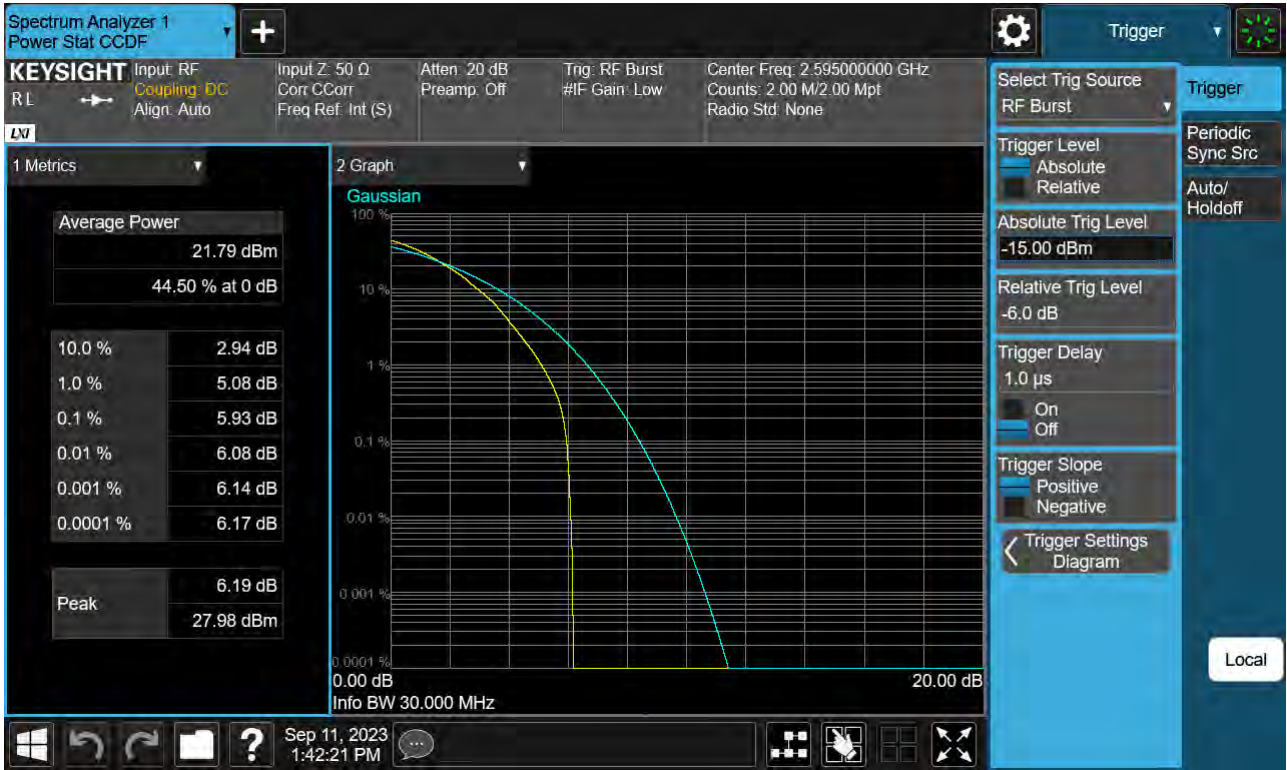 Spectrum Analyzer 1
Power Stat CCDF
+
Trigger
KEYSIGHT
RL
LXI
Input: RF
Coupling: DC
Align: Auto
Input Z: 50 Ω
Corr CCorr
Freq Ref: Int (S)
Atten: 20 dB
Preamp: Off
Trig: RF Burst
#IF Gain: Low
Center Freq: 2.595000000 GHz
Counts: 2.00 M/2.00 Mpt
Radio Std: None
1 Metrics
Average Power
21.79 dBm
44.50 % at 0 dB
10.0 % 2.94 dB
1.0 % 5.08 dB
0.1 % 5.93 dB
0.01 % 6.08 dB
0.001 % 6.14 dB
0.0001 % 6.17 dB
Peak
6.19 dB
27.98 dBm
2 Graph
Gaussian
100 %
10 %
1 %
0.1 %
0.01 %
0.001 %
0.0001 %
0.00 dB 20.00 dB
Info BW 30.000 MHz
Select Trig Source
RF Burst
Trigger Level
Absolute
Relative
Absolute Trig Level
-15.00 dBm
Relative Trig Level
-6.0 dB
Trigger Delay
1.0 µs
On
Off
Trigger Slope
Positive
Negative
Trigger Settings
Diagram
Trigger
Periodic
Sync Src
Auto/
Holdoff
Local
?
Sep 11, 2023
1:42:21 PM